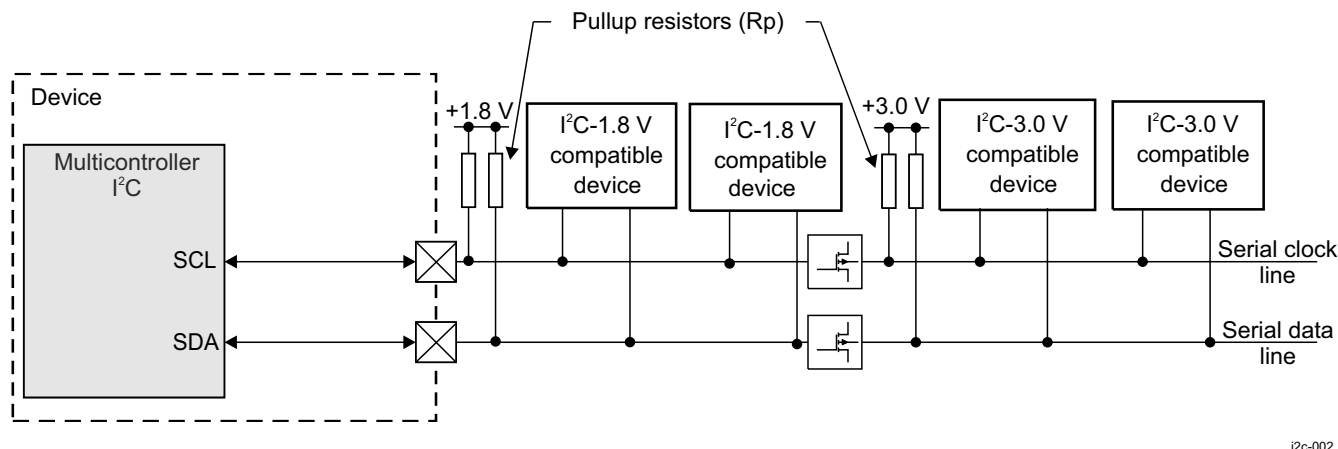 Pullup resistors (Rp)
Device
Multicontroller
I²C
SCL
SDA
+1.8 V
I²C-1.8 V
compatible
device
I²C-1.8 V
compatible
device
+3.0 V
I²C-3.0 V
compatible
device
I²C-3.0 V
compatible
device
Serial clock
line
Serial data
line
i2c-002